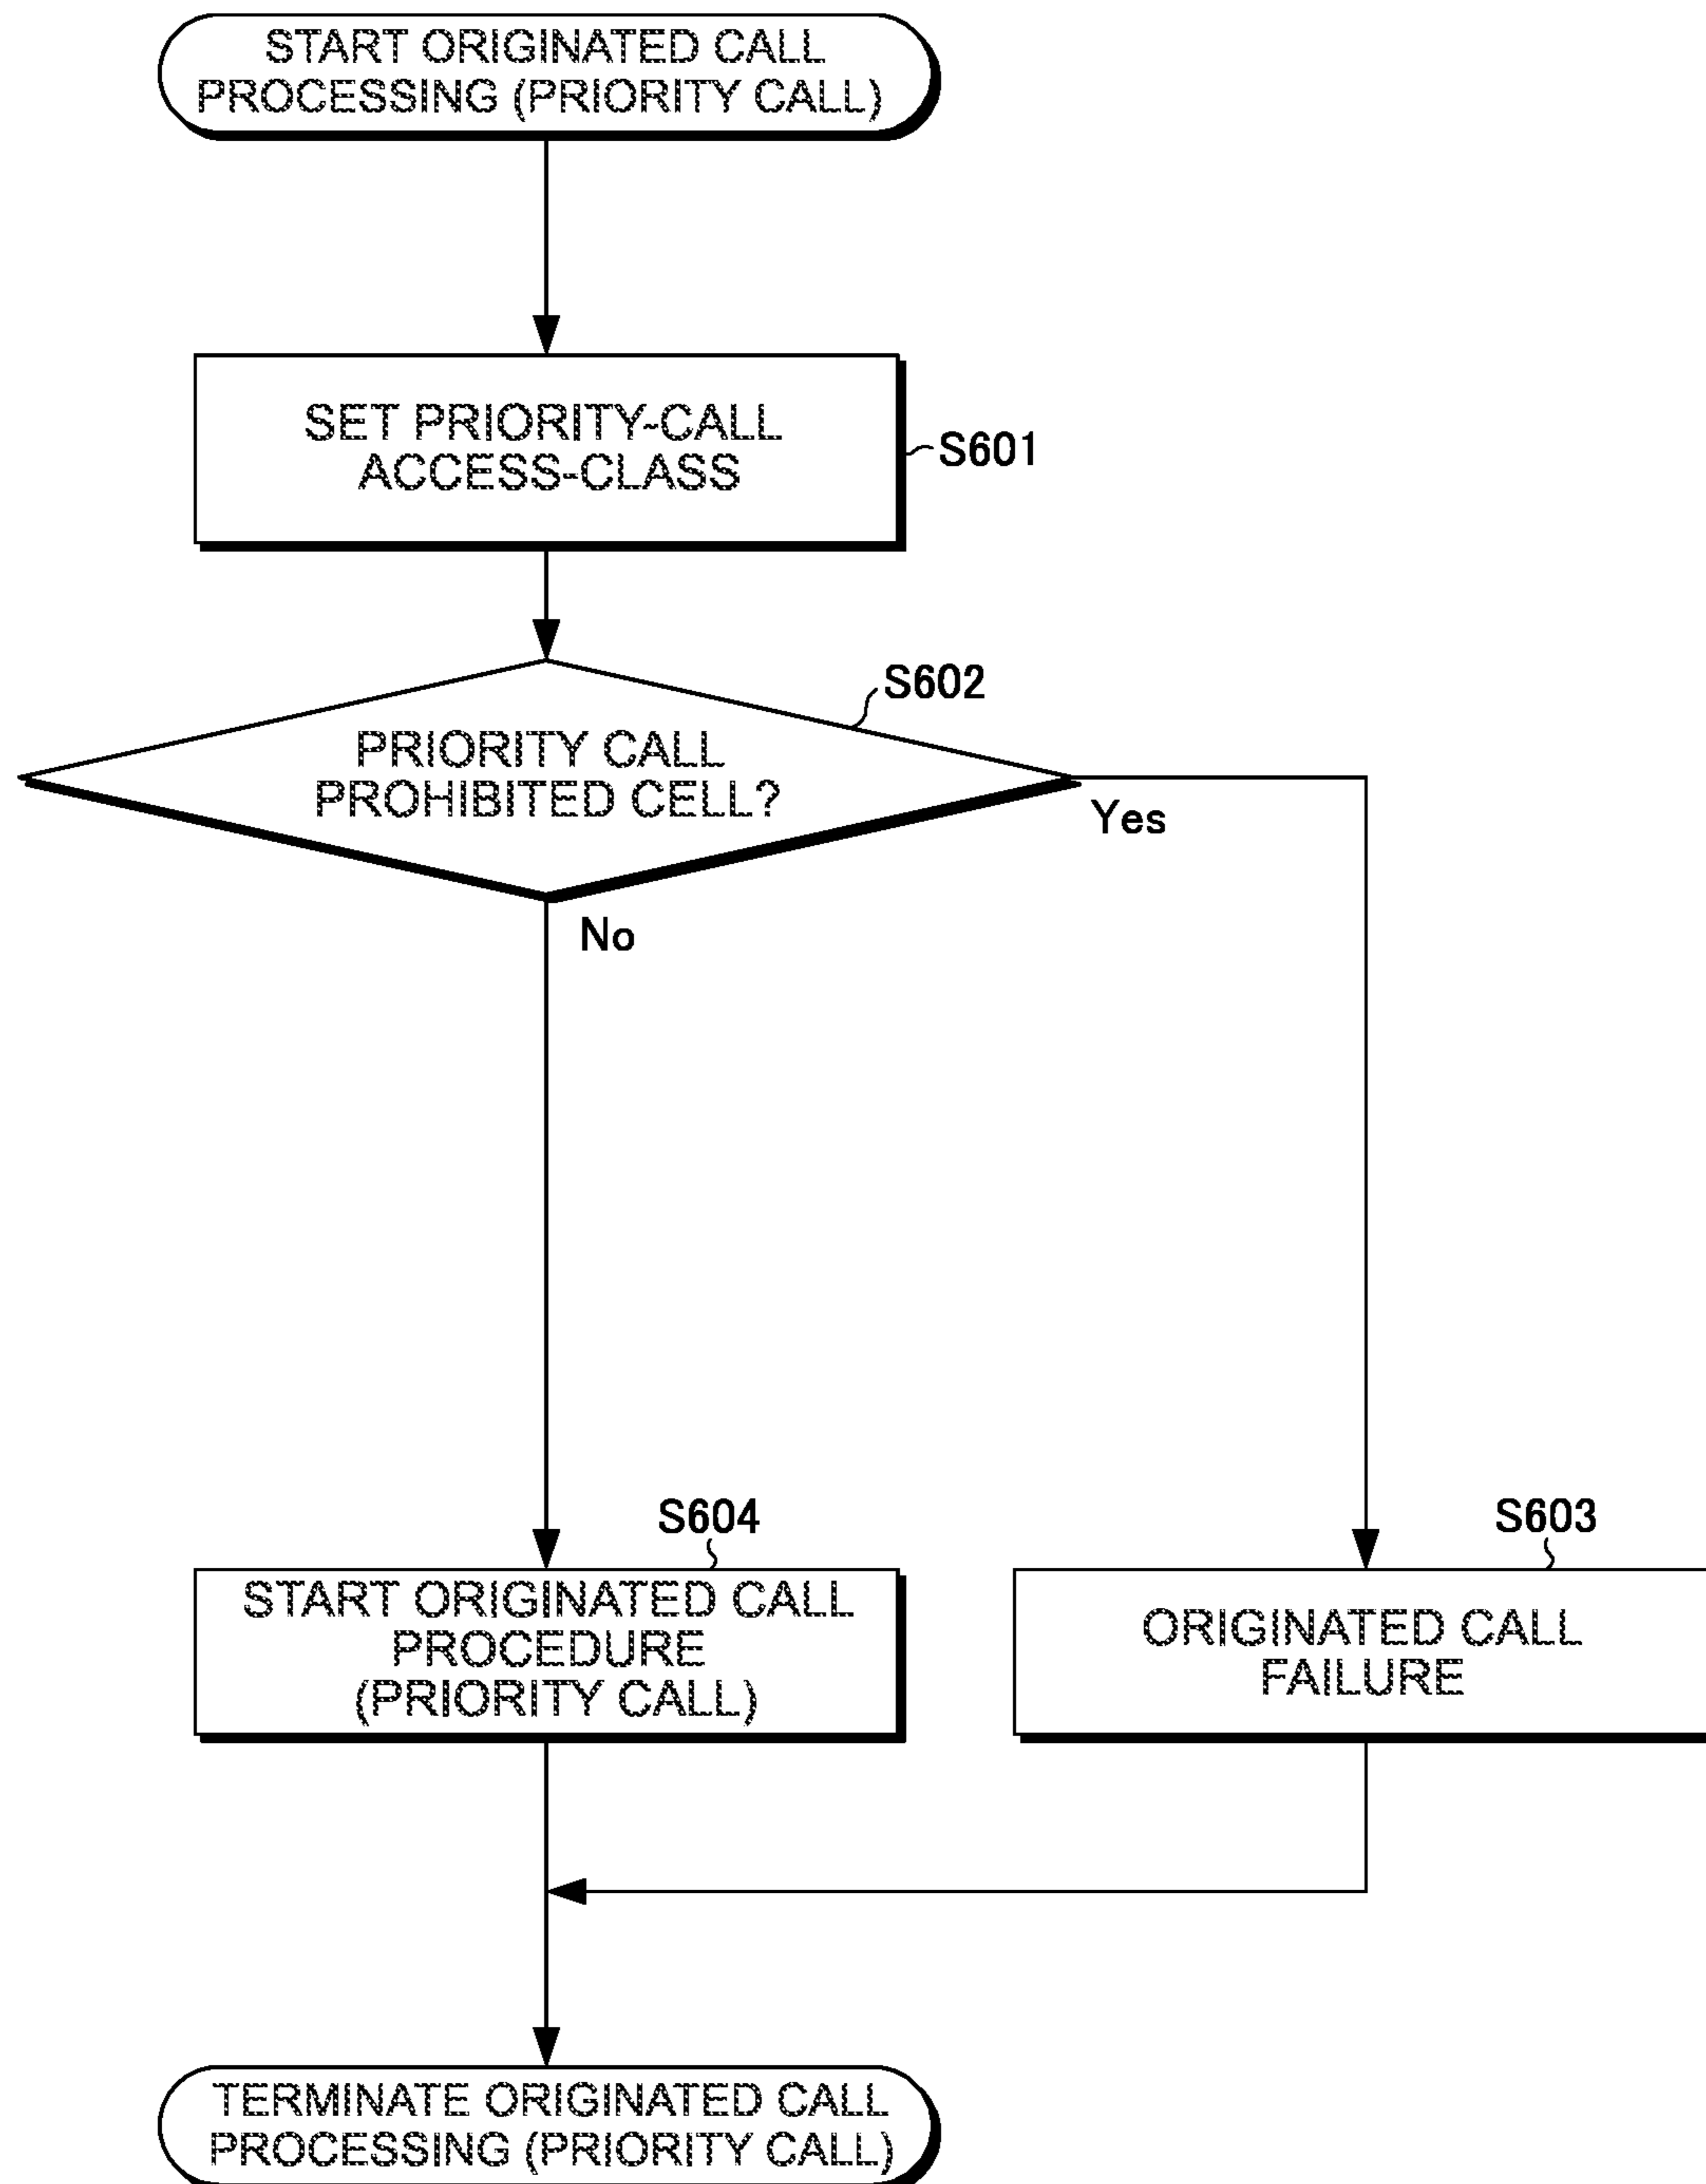 START ORIGINATED CALL
PROCESSING (PRIORITY CALL)
SET PRIORITY-CALL
ACCESS-CLASS
S601
S602
PRIORITY CALL
PROHIBITED CELL?
Yes
No
S604
START ORIGINATED CALL
PROCEDURE
(PRIORITY CALL)
S603
ORIGINATED CALL
FAILURE
TERMINATE ORIGINATED CALL
PROCESSING (PRIORITY CALL)